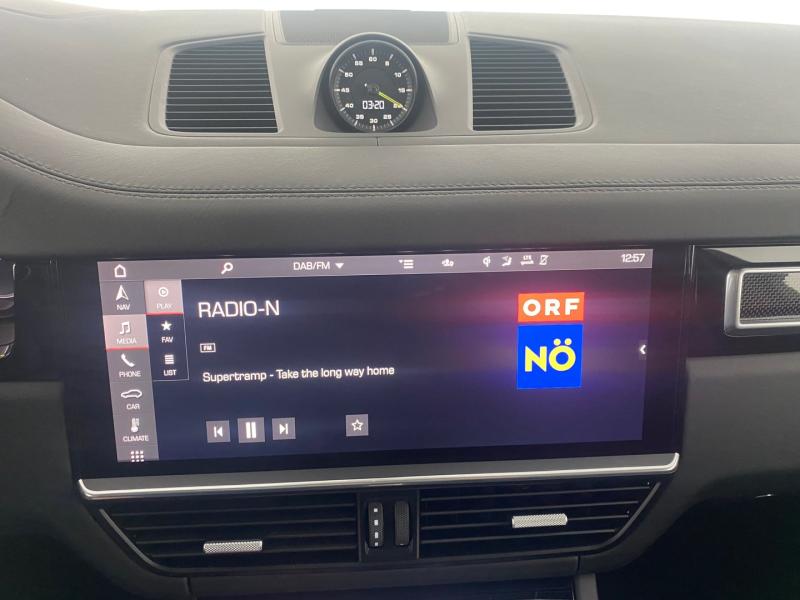 60
55 5
50 10
45 15
03:20
40 20
35 25
30
DAB/FM
LTE
12:57
NAV
PLAY
RADIO-N
ORF
MEDIA
FAV
NÖ
FM
PHONE
LIST
Supertramp - Take the long way home
CAR
CLIMATE